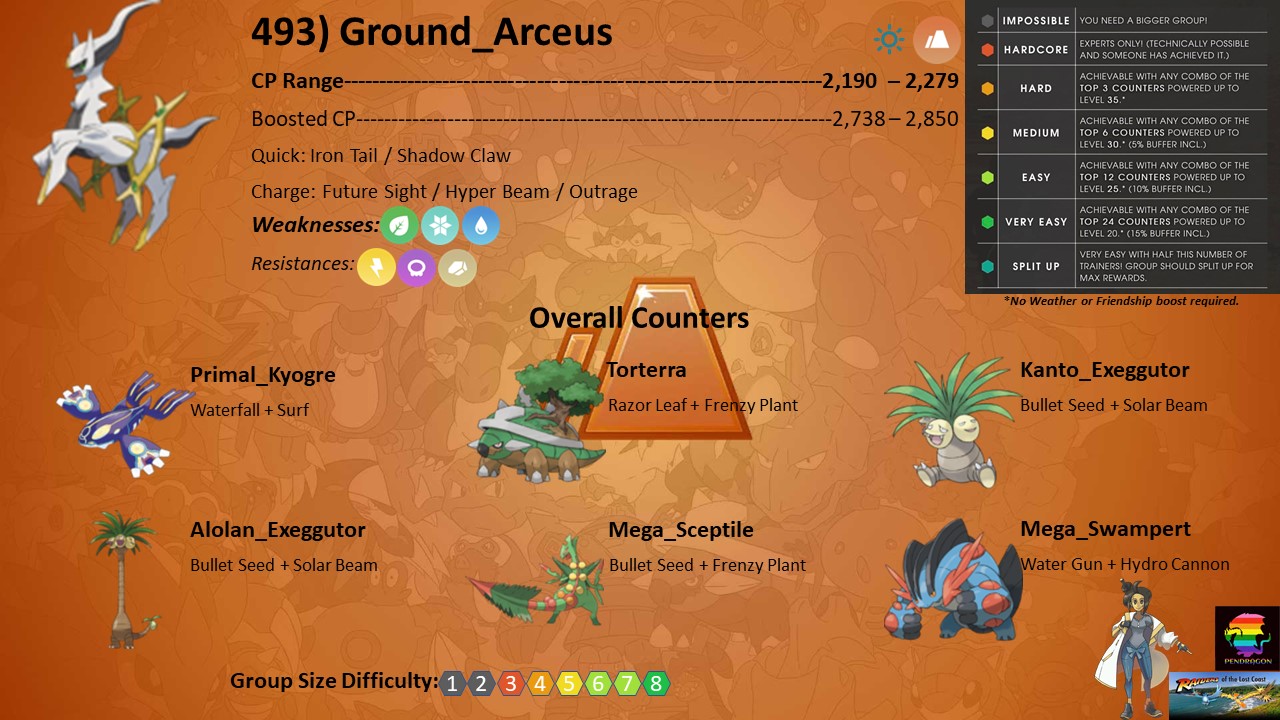 493) Ground_Arceus
CP Range------------------------------------------------------------------------2,190 – 2,279
Boosted CP------------------------------------------------------------------------2,738 – 2,850
Quick: Iron Tail / Shadow Claw
Charge: Future Sight / Hyper Beam / Outrage
Weaknesses:
Resistances:
IMPOSSIBLE YOU NEED A BIGGER GROUP!
HARDCORE EXPERTS ONLY! (TECHNICALLY POSSIBLE
AND SOMEONE HAS ACHIEVED IT.)
HARD ACHIEVABLE WITH ANY COMBO OF THE
TOP 3 COUNTERS POWERED UP TO
LEVEL 35.*
MEDIUM ACHIEVABLE WITH ANY COMBO OF THE
TOP 6 COUNTERS POWERED UP TO
LEVEL 30.* (5% BUFFER INCL.)
EASY ACHIEVABLE WITH ANY COMBO OF THE
TOP 12 COUNTERS POWERED UP TO
LEVEL 25.* (10% BUFFER INCL.)
VERY EASY ACHIEVABLE WITH ANY COMBO OF THE
TOP 24 COUNTERS POWERED UP TO
LEVEL 20.* (15% BUFFER INCL.)
SPLIT UP VERY EASY WITH HALF THIS NUMBER OF
TRAINERS! GROUP SHOULD SPLIT UP FOR
MAX REWARDS.
*No Weather or Friendship boost required.
Overall Counters
Primal_Kyogre
Waterfall + Surf
Torterra
Razor Leaf + Frenzy Plant
Kanto_Exeggutor
Bullet Seed + Solar Beam
Alolan_Exeggutor
Bullet Seed + Solar Beam
Mega_Sceptile
Bullet Seed + Frenzy Plant
Mega_Swampert
Water Gun + Hydro Cannon
Group Size Difficulty: 1 2 3 4 5 6 7 8
PENDRAGON
RAIDERS of the Lost Coast